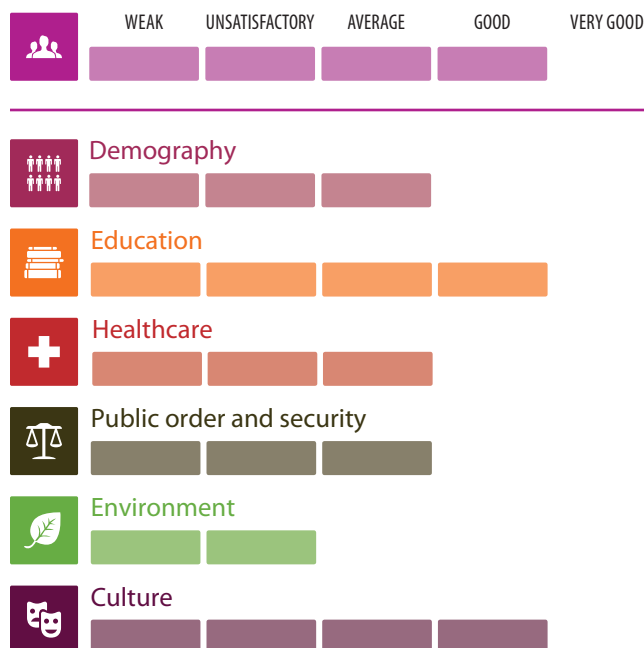 WEAK UNSATISFACTORY AVERAGE GOOD VERY GOOD
Demography
Education
Healthcare
Public order and security
Environment
Culture